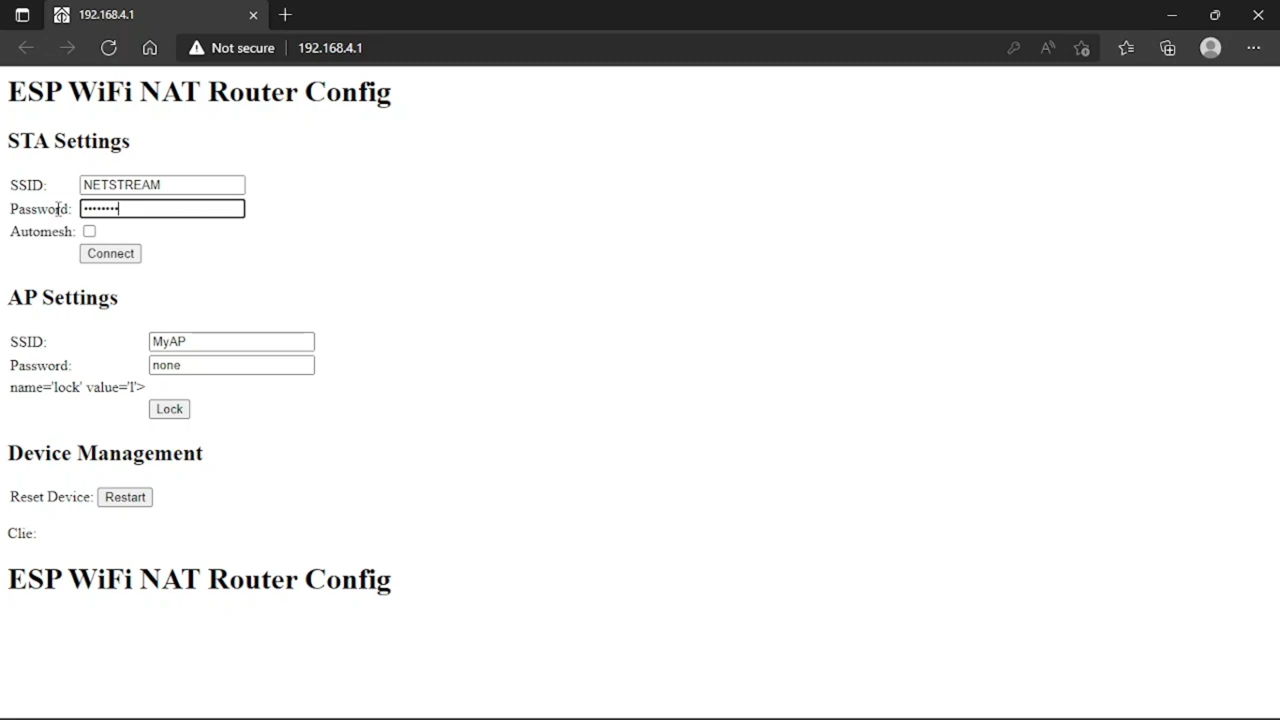 192.168.4.1
Not secure 192.168.4.1
ESP WiFi NAT Router Config
STA Settings
SSID: NETSTREAM
Password: ••••••••
Automesh:
Connect
AP Settings
SSID: MyAP
Password: none
name='lock' value='l'>
Lock
Device Management
Reset Device: Restart
Clie:
ESP WiFi NAT Router Config